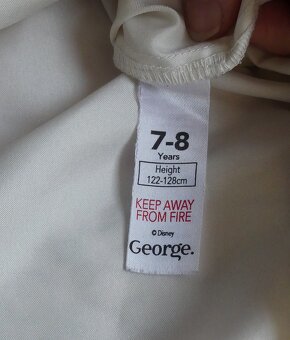 7-8
Years
Height
122-128cm
KEEP AWAY
FROM FIRE
© Disney
George.